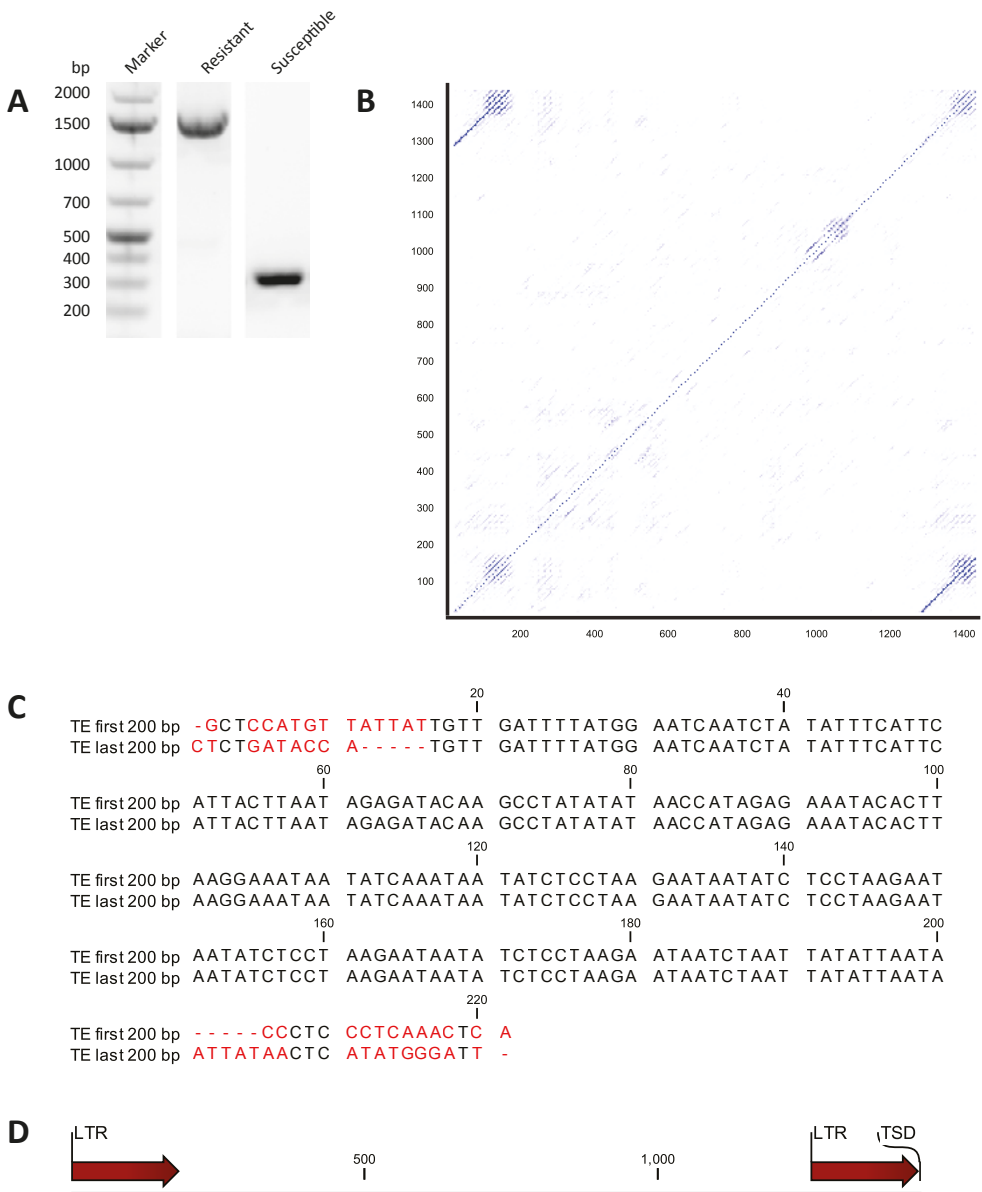 A
bp
Marker
Resistant
Susceptible
2000
1500
1000
700
500
400
300
200
B
1400
1300
1200
1100
1000
900
800
700
600
500
400
300
200
100
200 400 600 800 1000 1200 1400
C
20 40
TE first 200 bp -GCTCCATGT TATTATTGTT GATTTTATGG AATCAATCTA TATTTCATTC
TE last 200 bp CTCTGATACC A-----TGTT GATTTTATGG AATCAATCTA TATTTCATTC
60 80 100
TE first 200 bp ATTACTTAAT AGAGATACAA GCCTATATAT AACCATAGAG AAATACACTT
TE last 200 bp ATTACTTAAT AGAGATACAA GCCTATATAT AACCATAGAG AAATACACTT
120 140
TE first 200 bp AAGGAAATAA TATCAAATAA TATCTCCTAA GAATAATATC TCCTAAGAAT
TE last 200 bp AAGGAAATAA TATCAAATAA TATCTCCTAA GAATAATATC TCCTAAGAAT
160 180 200
TE first 200 bp AATATCTCCT AAGAATAATA TCTCCTAAGA ATAATCTAAT TATATTAATA
TE last 200 bp AATATCTCCT AAGAATAATA TCTCCTAAGA ATAATCTAAT TATATTAATA
220
TE first 200 bp -----CCCTC CCTCAAACTC A
TE last 200 bp ATTATAACTC ATATGGGATT -
D
LTR 500 1,000 LTR TSD